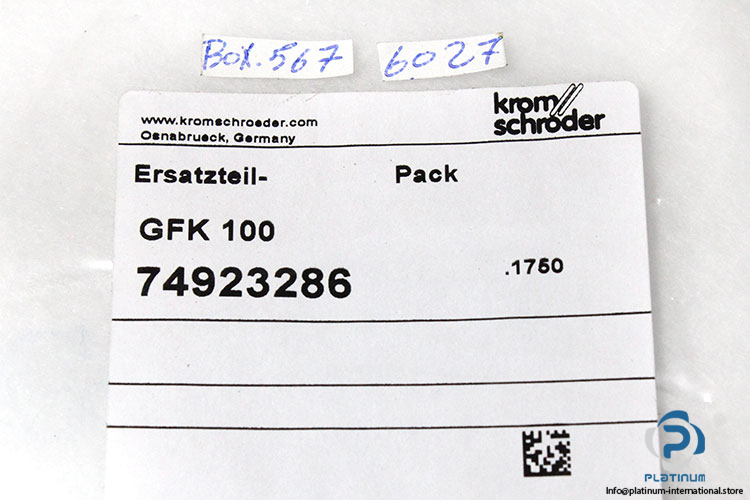 Box.567 6027
krom
schroder
www.kromschroeder.com
Osnabrueck, Germany
Ersatzteil- Pack
GFK 100
74923286 .1750
PLATINUM
Info@platinum-international.store